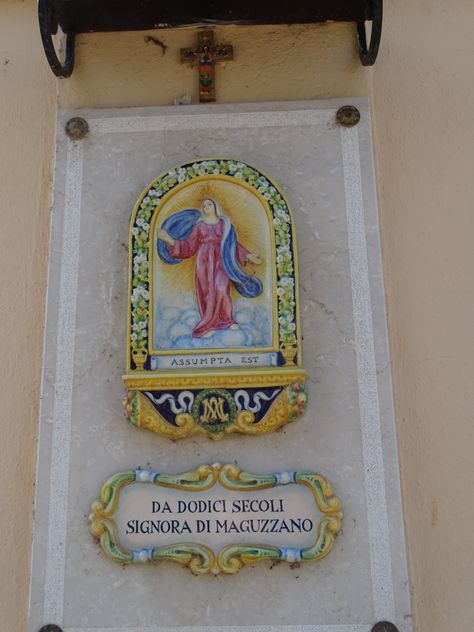 ASSUMPTA EST
DA DODICI SECOLI
SIGNORA DI MAGUZZANO